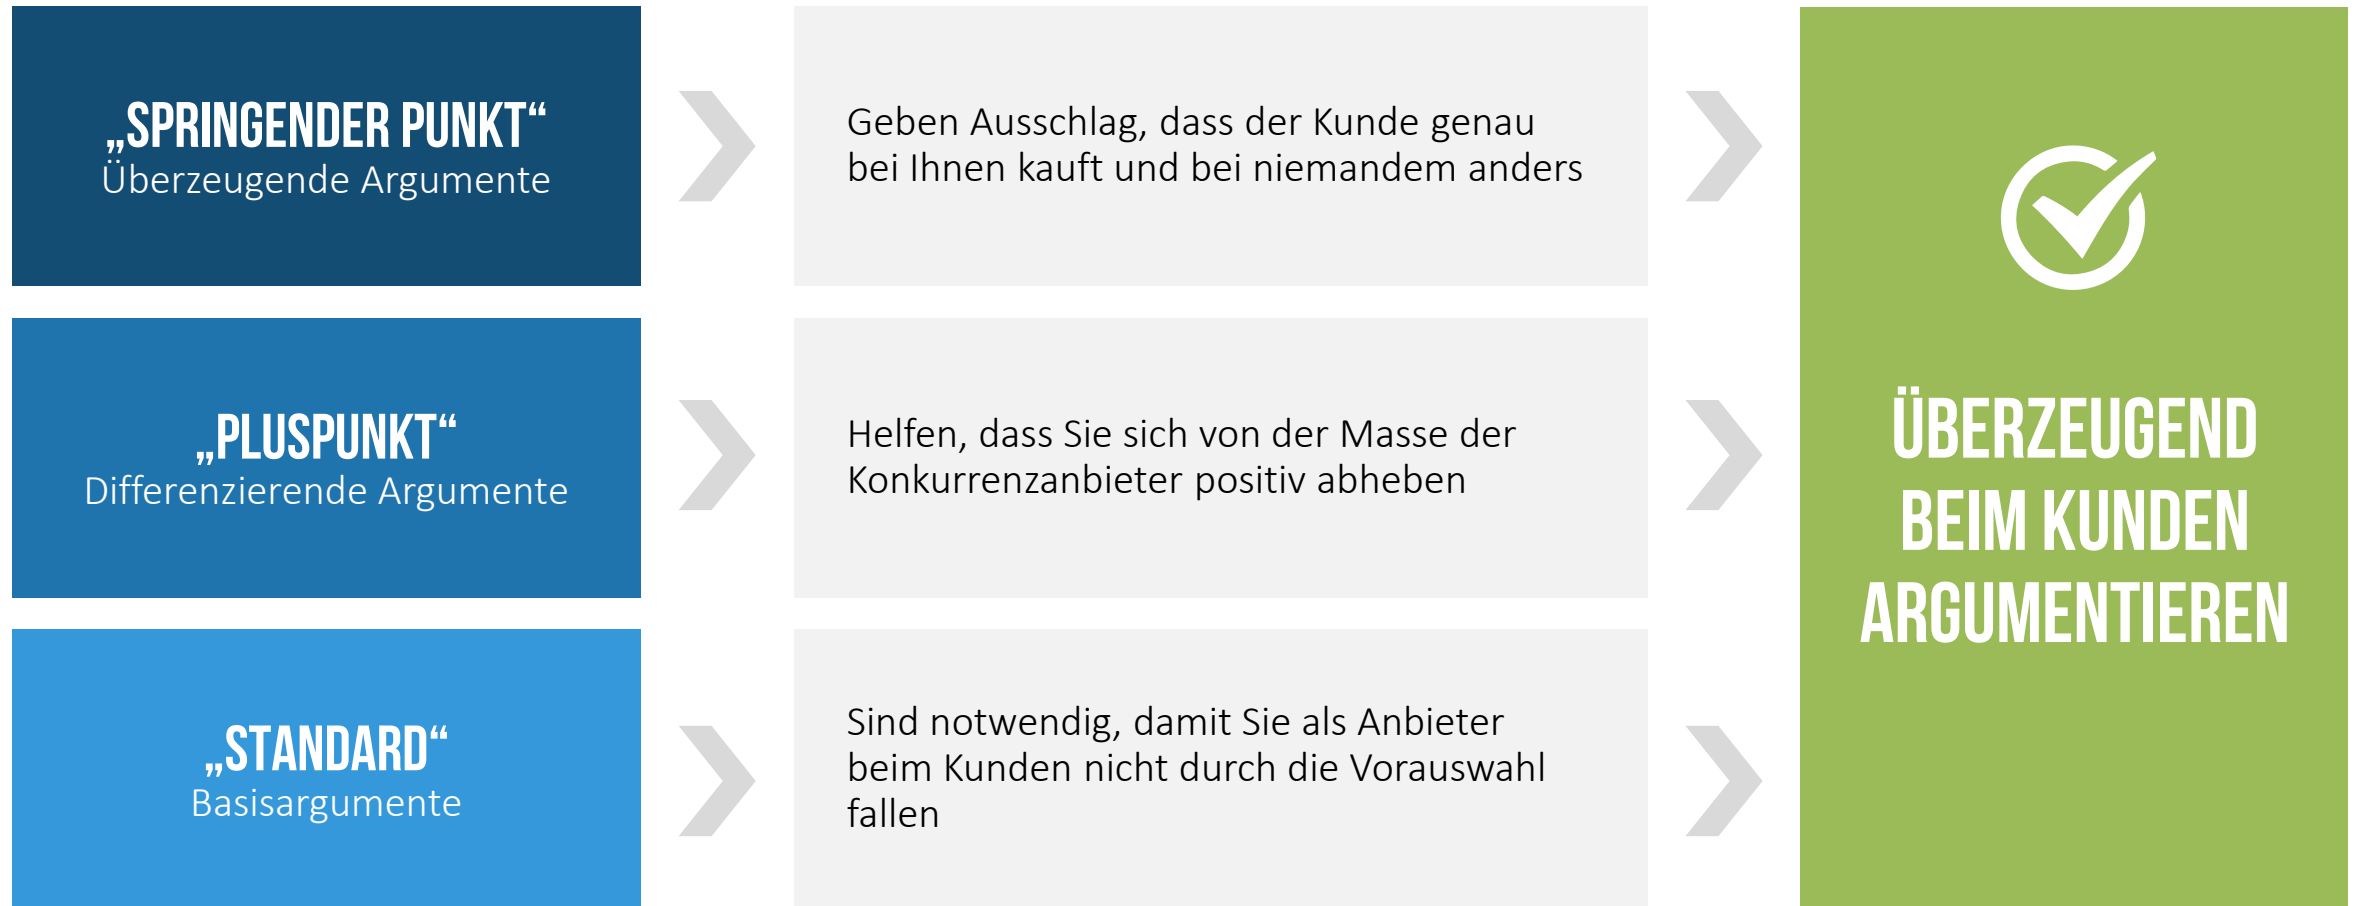 „SPRINGENDER PUNKT“
Überzeugende Argumente
Geben Ausschlag, dass der Kunde genau
bei Ihnen kauft und bei niemandem anders
„PLUSPUNKT“
Differenzierende Argumente
Helfen, dass Sie sich von der Masse der
Konkurrenzanbieter positiv abheben
„STANDARD“
Basisargumente
Sind notwendig, damit Sie als Anbieter
beim Kunden nicht durch die Vorauswahl
fallen
ÜBERZEUGEND
BEIM KUNDEN
ARGUMENTIEREN